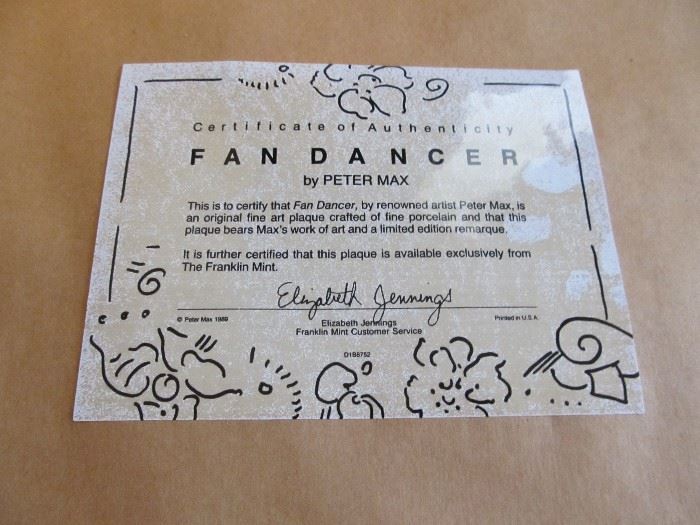 Certificate of Authenticity
FAN DANCER
by PETER MAX
This is to certify that Fan Dancer, by renowned artist Peter Max, is
an original fine art plaque crafted of fine porcelain and that this
plaque bears Max's work of art and a limited edition remarque.
It is further certified that this plaque is available exclusively from
The Franklin Mint.
Elizabeth Jennings
© Peter Max 1989
Printed in U.S.A.
Elizabeth Jennings
Franklin Mint Customer Service